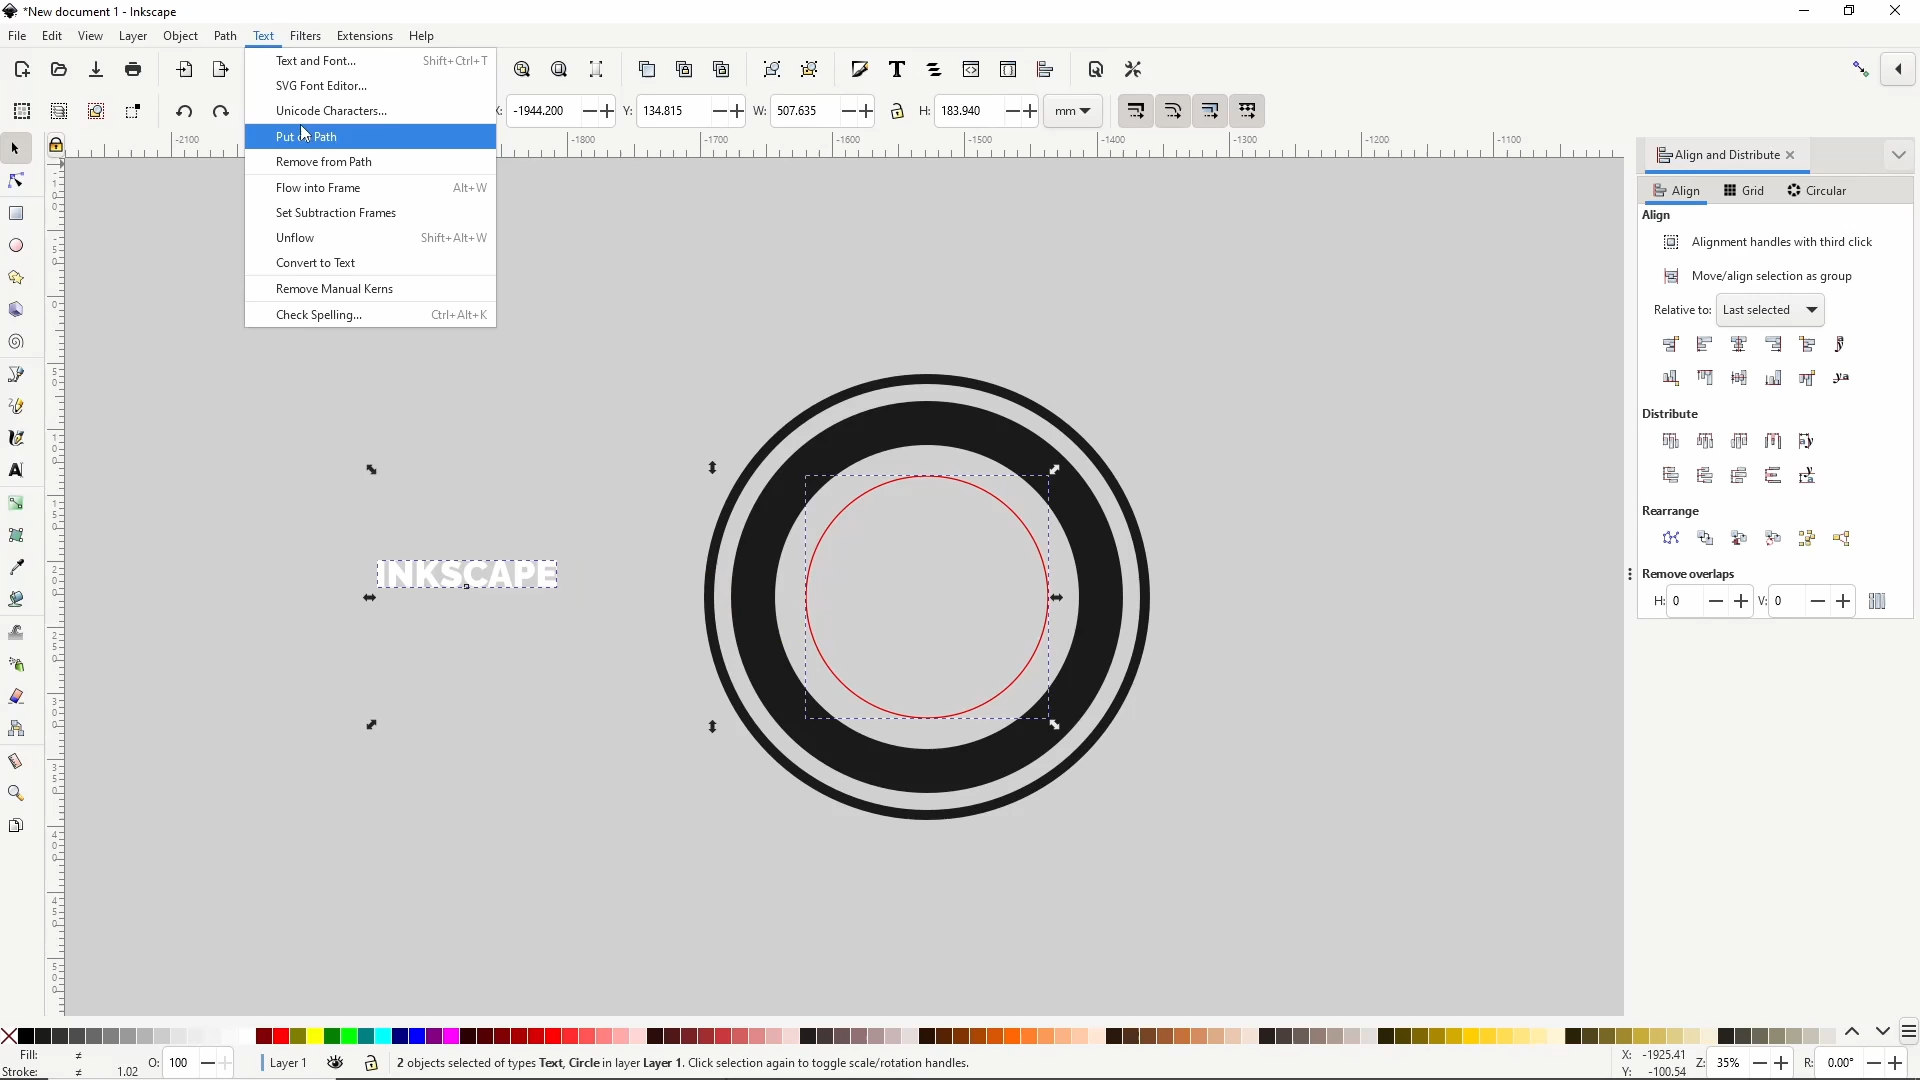 *New document 1 - Inkscape
File Edit View Layer Object Path Text Filters Extensions Help
Text and Font... Shift+Ctrl+T
SVG Font Editor...
Unicode Characters...
Put on Path
Remove from Path
Flow into Frame Alt+W
Set Subtraction Frames
Unflow Shift+Alt+W
Convert to Text
Remove Manual Kerns
Check Spelling... Ctrl+Alt+K
X: -1944.200 Y: 134.815 W: 507.635 H: 183.940 mm
-2100 -1800 -1700 -1600 -1500 -1400 -1300 -1200 -1100
Align and Distribute
Align Grid Circular
Align
Alignment handles with third click
Move/align selection as group
Relative to: Last selected
Distribute
Rearrange
Remove overlaps
H: 0 V: 0
INKSCAPE
Fill: ≠
Stroke: ≠ 1.02
O: 100
Layer 1
2 objects selected of types Text, Circle in layer Layer 1. Click selection again to toggle scale/rotation handles.
X: -1925.41
Y: -100.54
Z: 35%
R: 0.00°